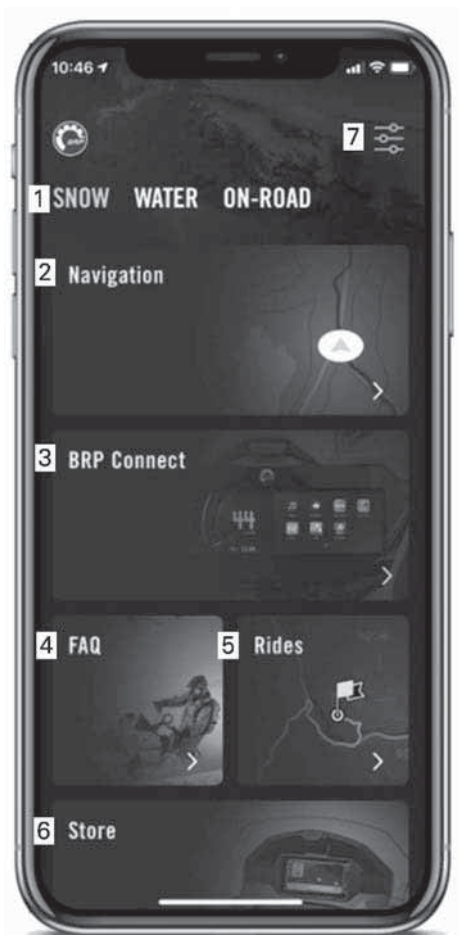 10:46
7
1 SNOW WATER ON-ROAD
2 Navigation
3 BRP Connect
4 FAQ 5 Rides
6 Store